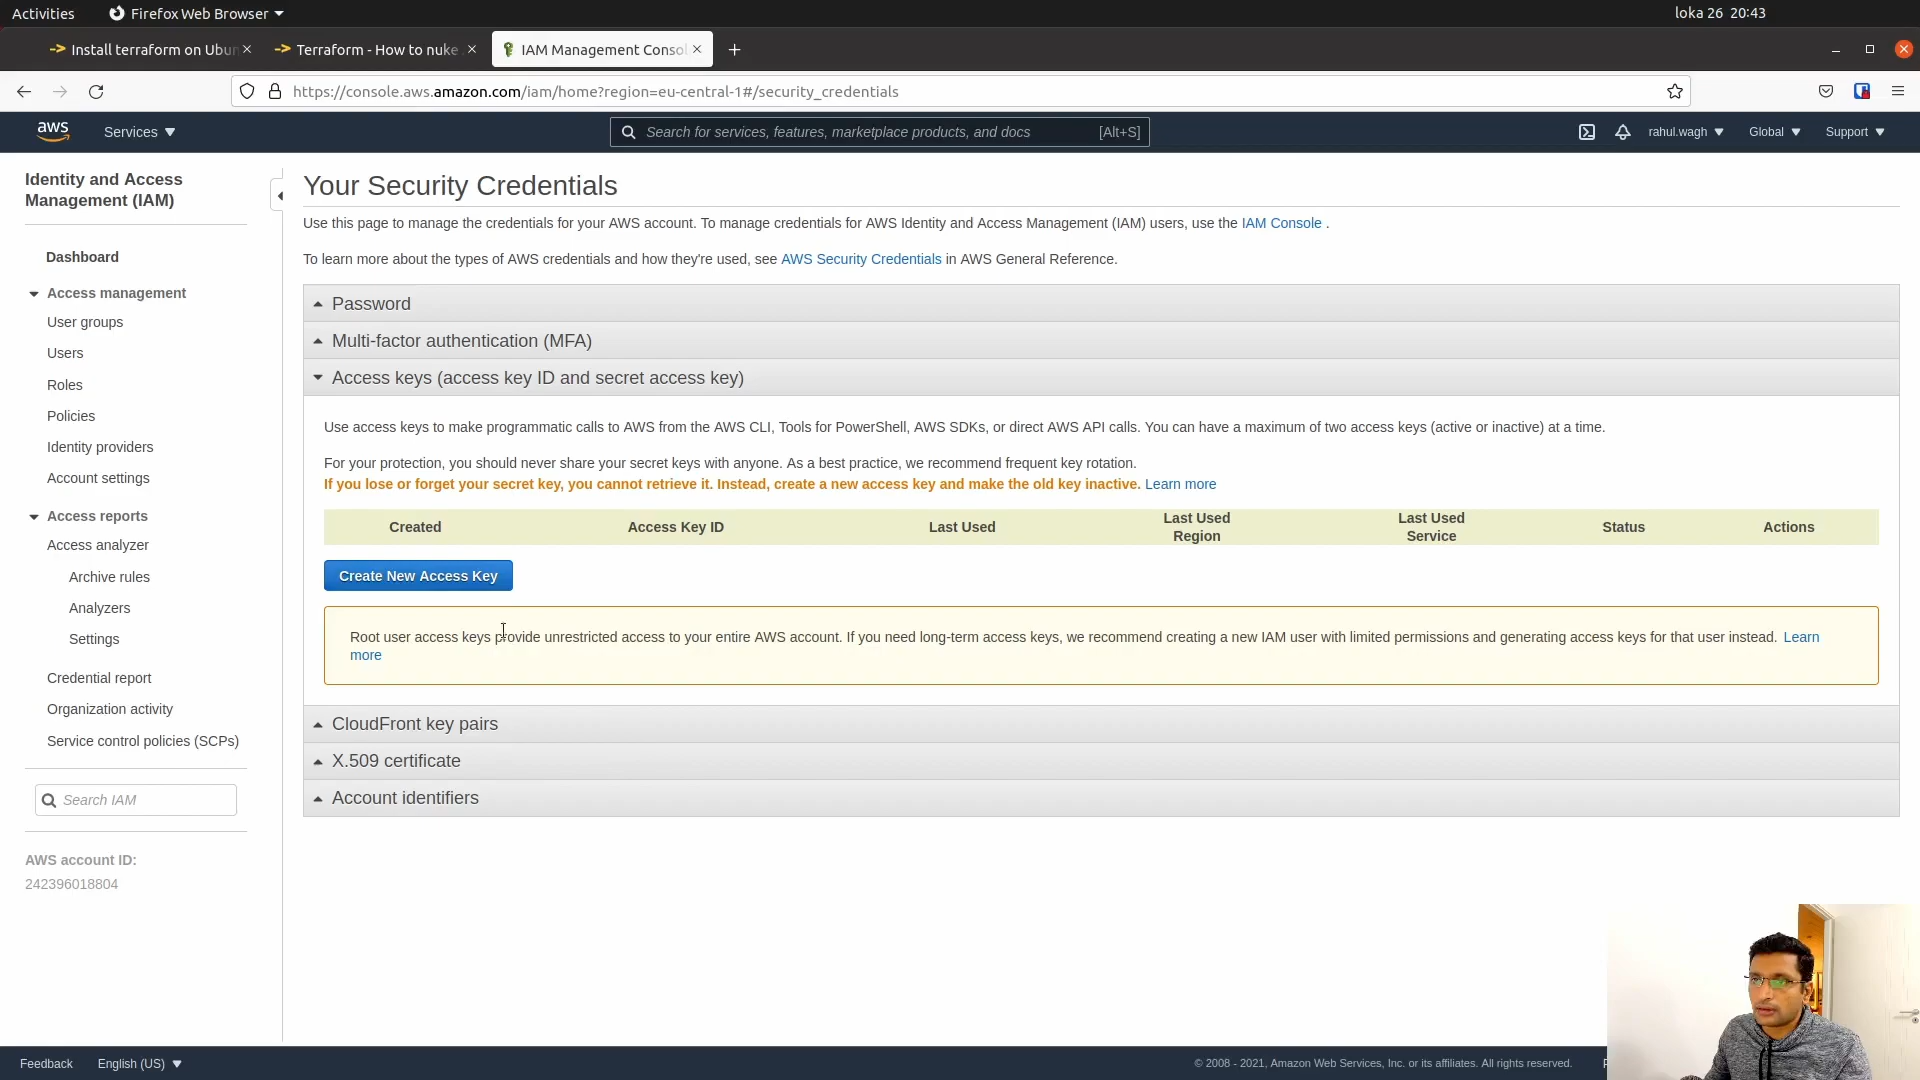 Activities
Firefox Web Browser
loka 26 20:43
Install terraform on Ubun
Terraform - How to nuke
IAM Management Consol
https://console.aws.amazon.com/iam/home?region=eu-central-1#/security_credentials
aws
Services
Search for services, features, marketplace products, and docs
[Alt+S]
rahul.wagh
Global
Support
Identity and Access
Management (IAM)
Dashboard
Access management
User groups
Users
Roles
Policies
Identity providers
Account settings
Access reports
Access analyzer
Archive rules
Analyzers
Settings
Credential report
Organization activity
Service control policies (SCPs)
Search IAM
AWS account ID:
242396018804
Your Security Credentials
Use this page to manage the credentials for your AWS account. To manage credentials for AWS Identity and Access Management (IAM) users, use the IAM Console .
To learn more about the types of AWS credentials and how they're used, see AWS Security Credentials in AWS General Reference.
Password
Multi-factor authentication (MFA)
Access keys (access key ID and secret access key)
Use access keys to make programmatic calls to AWS from the AWS CLI, Tools for PowerShell, AWS SDKs, or direct AWS API calls. You can have a maximum of two access keys (active or inactive) at a time.
For your protection, you should never share your secret keys with anyone. As a best practice, we recommend frequent key rotation.
If you lose or forget your secret key, you cannot retrieve it. Instead, create a new access key and make the old key inactive. Learn more
Created
Access Key ID
Last Used
Last Used
Region
Last Used
Service
Status
Actions
Create New Access Key
Root user access keys provide unrestricted access to your entire AWS account. If you need long-term access keys, we recommend creating a new IAM user with limited permissions and generating access keys for that user instead. Learn
more
CloudFront key pairs
X.509 certificate
Account identifiers
Feedback
English (US)
© 2008 - 2021, Amazon Web Services, Inc. or its affiliates. All rights reserved.